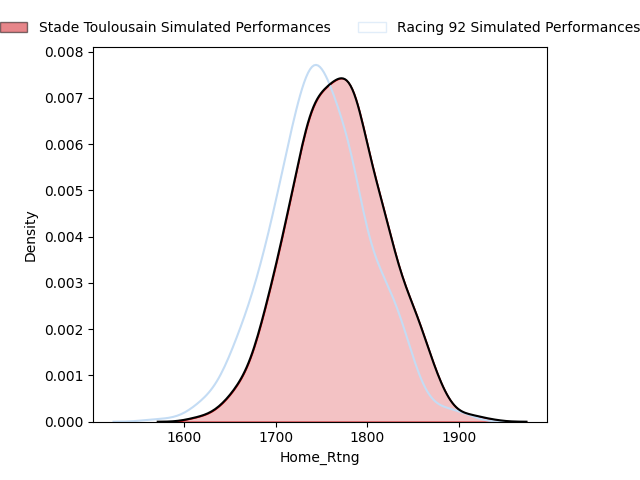 Stade Toulousain Simulated Performances Racing 92 Simulated Performances
0.008
0.007
0.006
0.005
0.004
0.003
0.002
0.001
0.000
Density
1600 1700 1800 1900
Home_Rtng